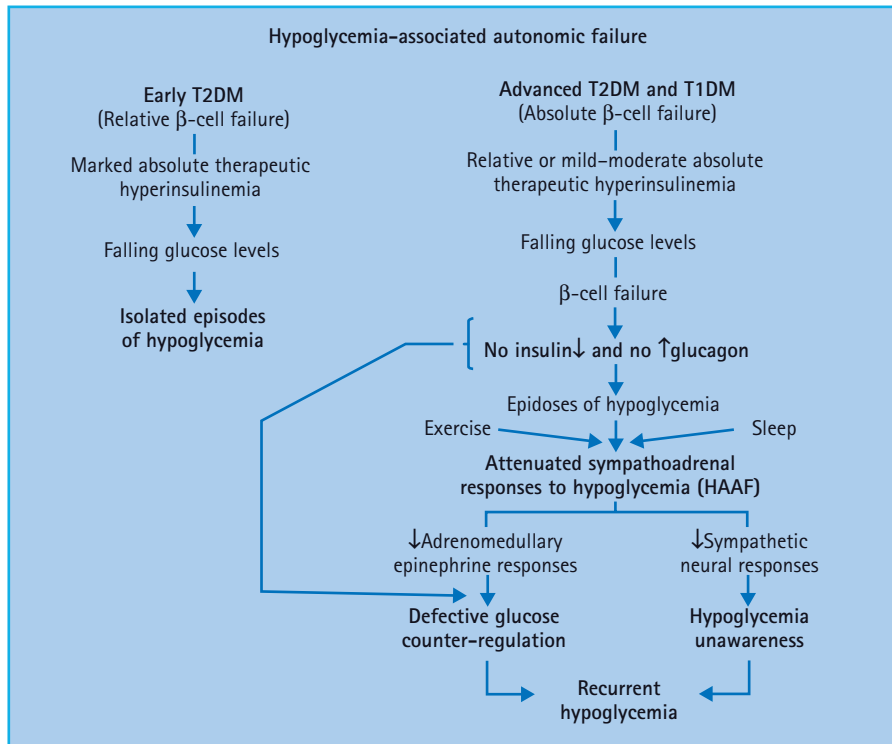 Hypoglycemia-associated autonomic failure
Early T2DM
(Relative β-cell failure)
Marked absolute therapeutic
hyperinsulinemia
Falling glucose levels
Isolated episodes
of hypoglycemia
Advanced T2DM and T1DM
(Absolute β-cell failure)
Relative or mild–moderate absolute
therapeutic hyperinsulinemia
Falling glucose levels
β-cell failure
No insulin↓ and no ↑glucagon
Epidoses of hypoglycemia
Exercise
Sleep
Attenuated sympathoadrenal
responses to hypoglycemia (HAAF)
↓Adrenomedullary
epinephrine responses
↓Sympathetic
neural responses
Defective glucose
counter-regulation
Hypoglycemia
unawareness
Recurrent
hypoglycemia